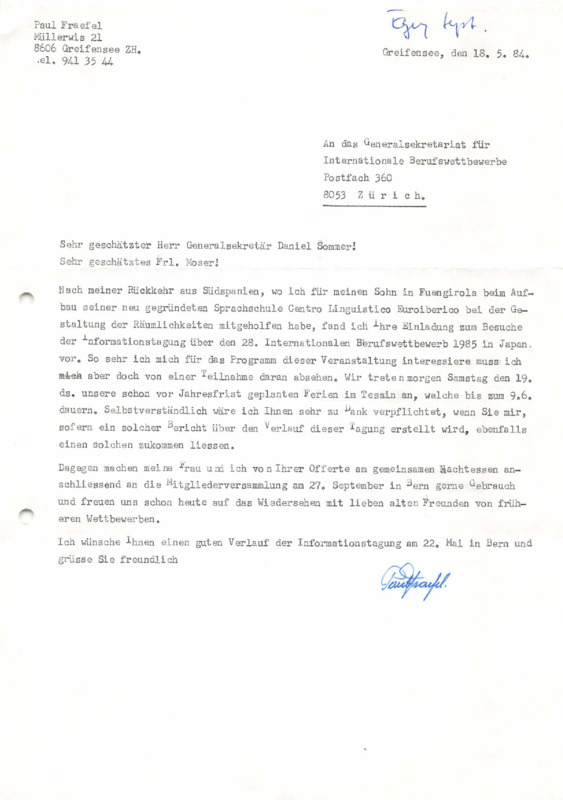 Paul Fraefel
Müllerwis 21
8606 Greifensee ZH.
.el. 941 35 44
Greifensee, den 18. 5. 84.
An das Generalsekretariat für
Internationale Berufswettbewerbe
Postfach 360
8053 Z ü r i c h.
Sehr geschätzter Herr Generalsekretär Daniel Sommer!
Sehr geschätztes Frl. Moser!
Nach meiner Rückkehr aus Südspanien, wo ich für meinen Sohn in Fuengirola beim Auf-
bau seiner neu gegründeten Sprachschule Centro Linguistico Euroiberico bei der Ge-
staltung der Räumlichkeiten mitgeholfen habe, fand ich Ihre Einladung zum Besuche
der Informationstagung über den 28. Internationalen Berufswettbewerb 1985 in Japan.
vor. So sehr ich mich für das Programm dieser Veranstaltung interessiere muss ich
mich aber doch von einer Teilnahme daran absehen. Wir treten morgen Samstag den 19.
ds. unsere schon vor Jahresfrist geplanten Ferien in Tessin an, welche bis zum 9.6.
dauern. Selbstverständlich wäre ich Ihnen sehr zu Dank verpflichtet, wenn Sie mir,
sofern ein solcher Bericht über den Verlauf dieser Tagung erstellt wird, ebenfalls
einen solchen zukommen liessen.
Dagegen machen meine Frau und ich von Ihrer Offerte am gemeinsamen Nachtessen an-
schliessend an die Mitgliederversammlung am 27. September in Bern gerne Gebrauch
und freuen uns schon heute auf das Wiedersehen mit lieben alten Freunden von früh-
eren Wettbewerben.
Ich wünsche Ihnen einen guten Verlauf der Informationstagung am 22. Mai in Bern und
grüsse Sie freundlich